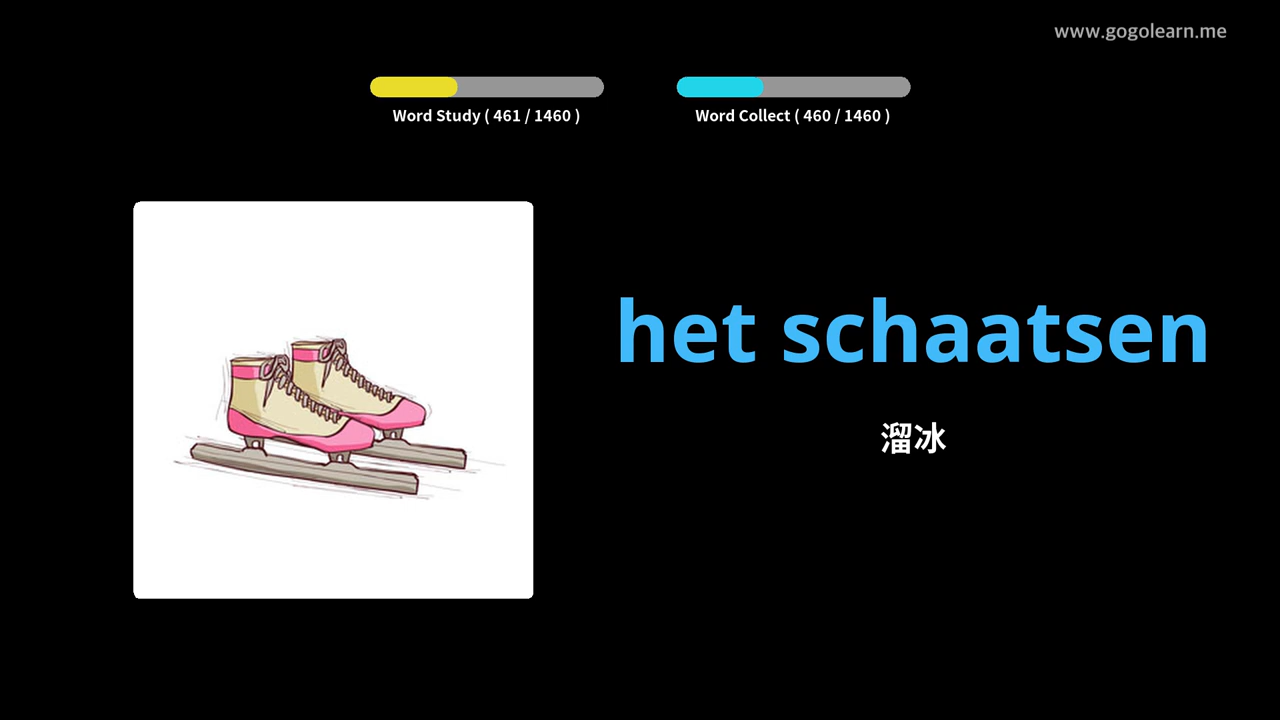 www.gogolearn.me
Word Study ( 461 / 1460 )
Word Collect ( 460 / 1460 )
het schaatsen
溜冰